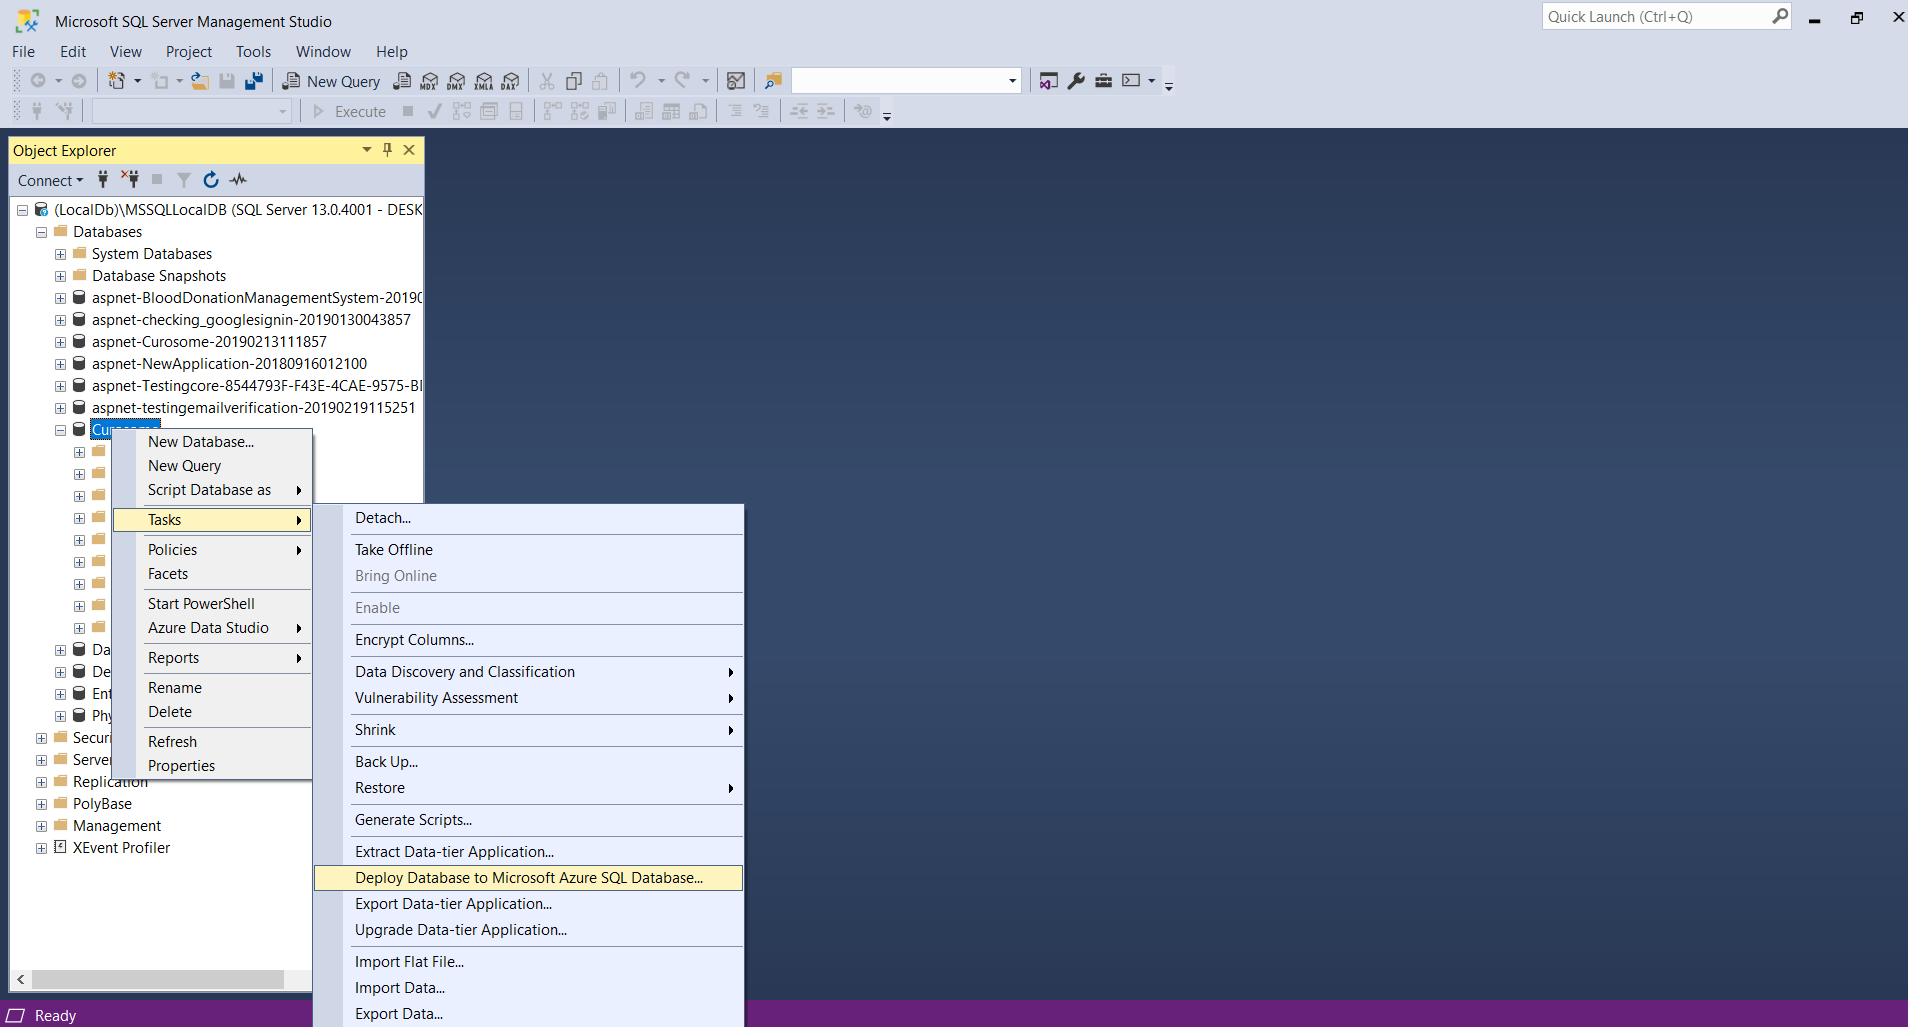 Microsoft SQL Server Management Studio
Quick Launch (Ctrl+Q)
File Edit View Project Tools Window Help
New Query MDX DMX XMLA DAX
Execute
Object Explorer
Connect
(LocalDb)\MSSQLLocalDB (SQL Server 13.0.4001 - DESK
Databases
System Databases
Database Snapshots
aspnet-BloodDonationManagementSystem-2019
aspnet-checking_googlesignin-20190130043857
aspnet-Curosome-20190213111857
aspnet-NewApplication-20180916012100
aspnet-Testingcore-8544793F-F43E-4CAE-9575-B
aspnet-testingemailverification-20190219115251
Da
De
Ent
Phy
Securi
Server
Replication
PolyBase
Management
XEvent Profiler
New Database...
New Query
Script Database as
Tasks
Policies
Facets
Start PowerShell
Azure Data Studio
Reports
Rename
Delete
Refresh
Properties
Detach...
Take Offline
Bring Online
Enable
Encrypt Columns...
Data Discovery and Classification
Vulnerability Assessment
Shrink
Back Up...
Restore
Generate Scripts...
Extract Data-tier Application...
Deploy Database to Microsoft Azure SQL Database...
Export Data-tier Application...
Upgrade Data-tier Application...
Import Flat File...
Import Data...
Export Data...
Ready